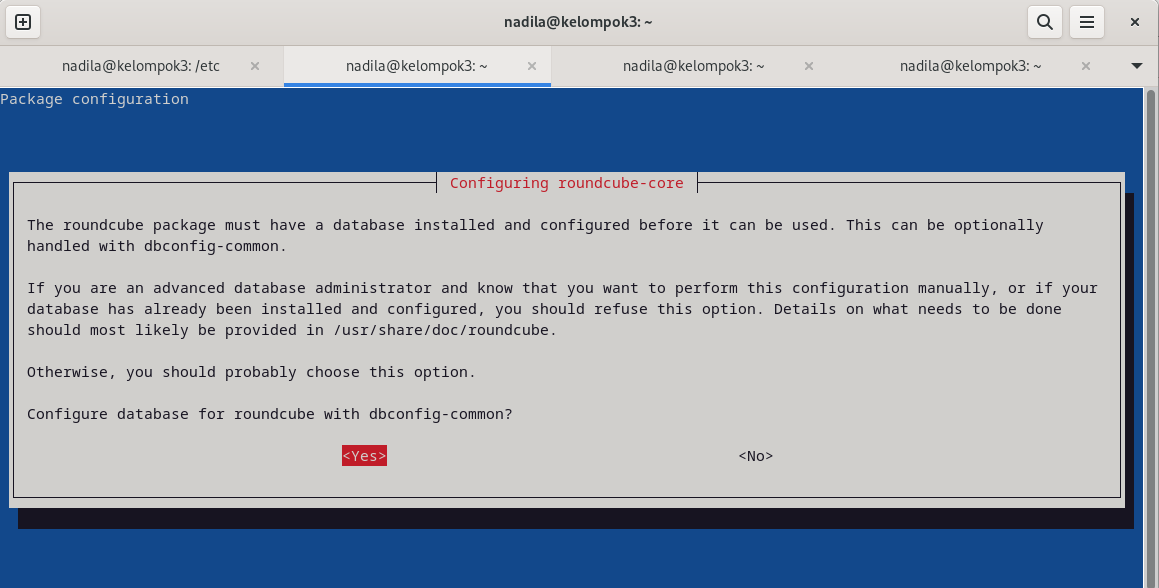 nadila@kelompok3: ~
nadila@kelompok3: /etc
nadila@kelompok3: ~
nadila@kelompok3: ~
nadila@kelompok3: ~
Package configuration
Configuring roundcube-core
The roundcube package must have a database installed and configured before it can be used. This can be optionally
handled with dbconfig-common.
If you are an advanced database administrator and know that you want to perform this configuration manually, or if your
database has already been installed and configured, you should refuse this option. Details on what needs to be done
should most likely be provided in /usr/share/doc/roundcube.
Otherwise, you should probably choose this option.
Configure database for roundcube with dbconfig-common?
<Yes> <No>